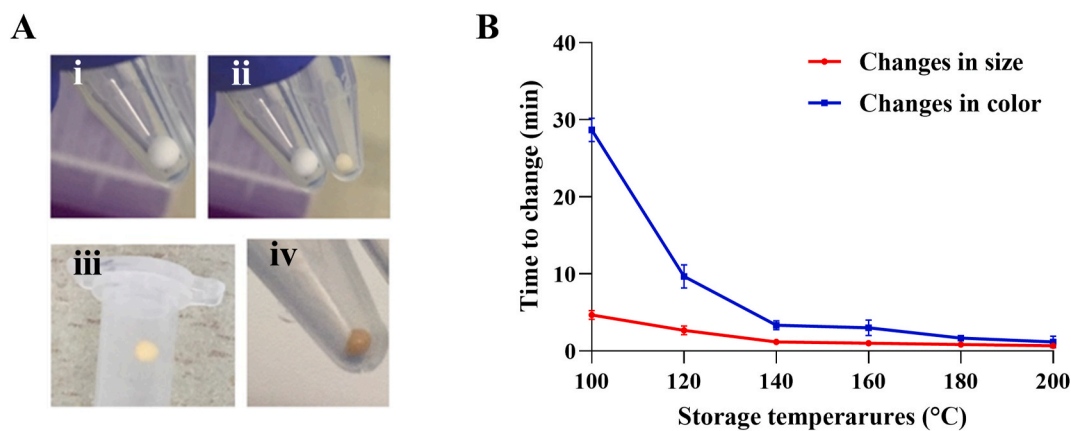 A
i
ii
iii
iv
B
Changes in size
Changes in color
Time to change (min)
40
30
20
10
0
100 120 140 160 180 200
Storage temperarures (°C)